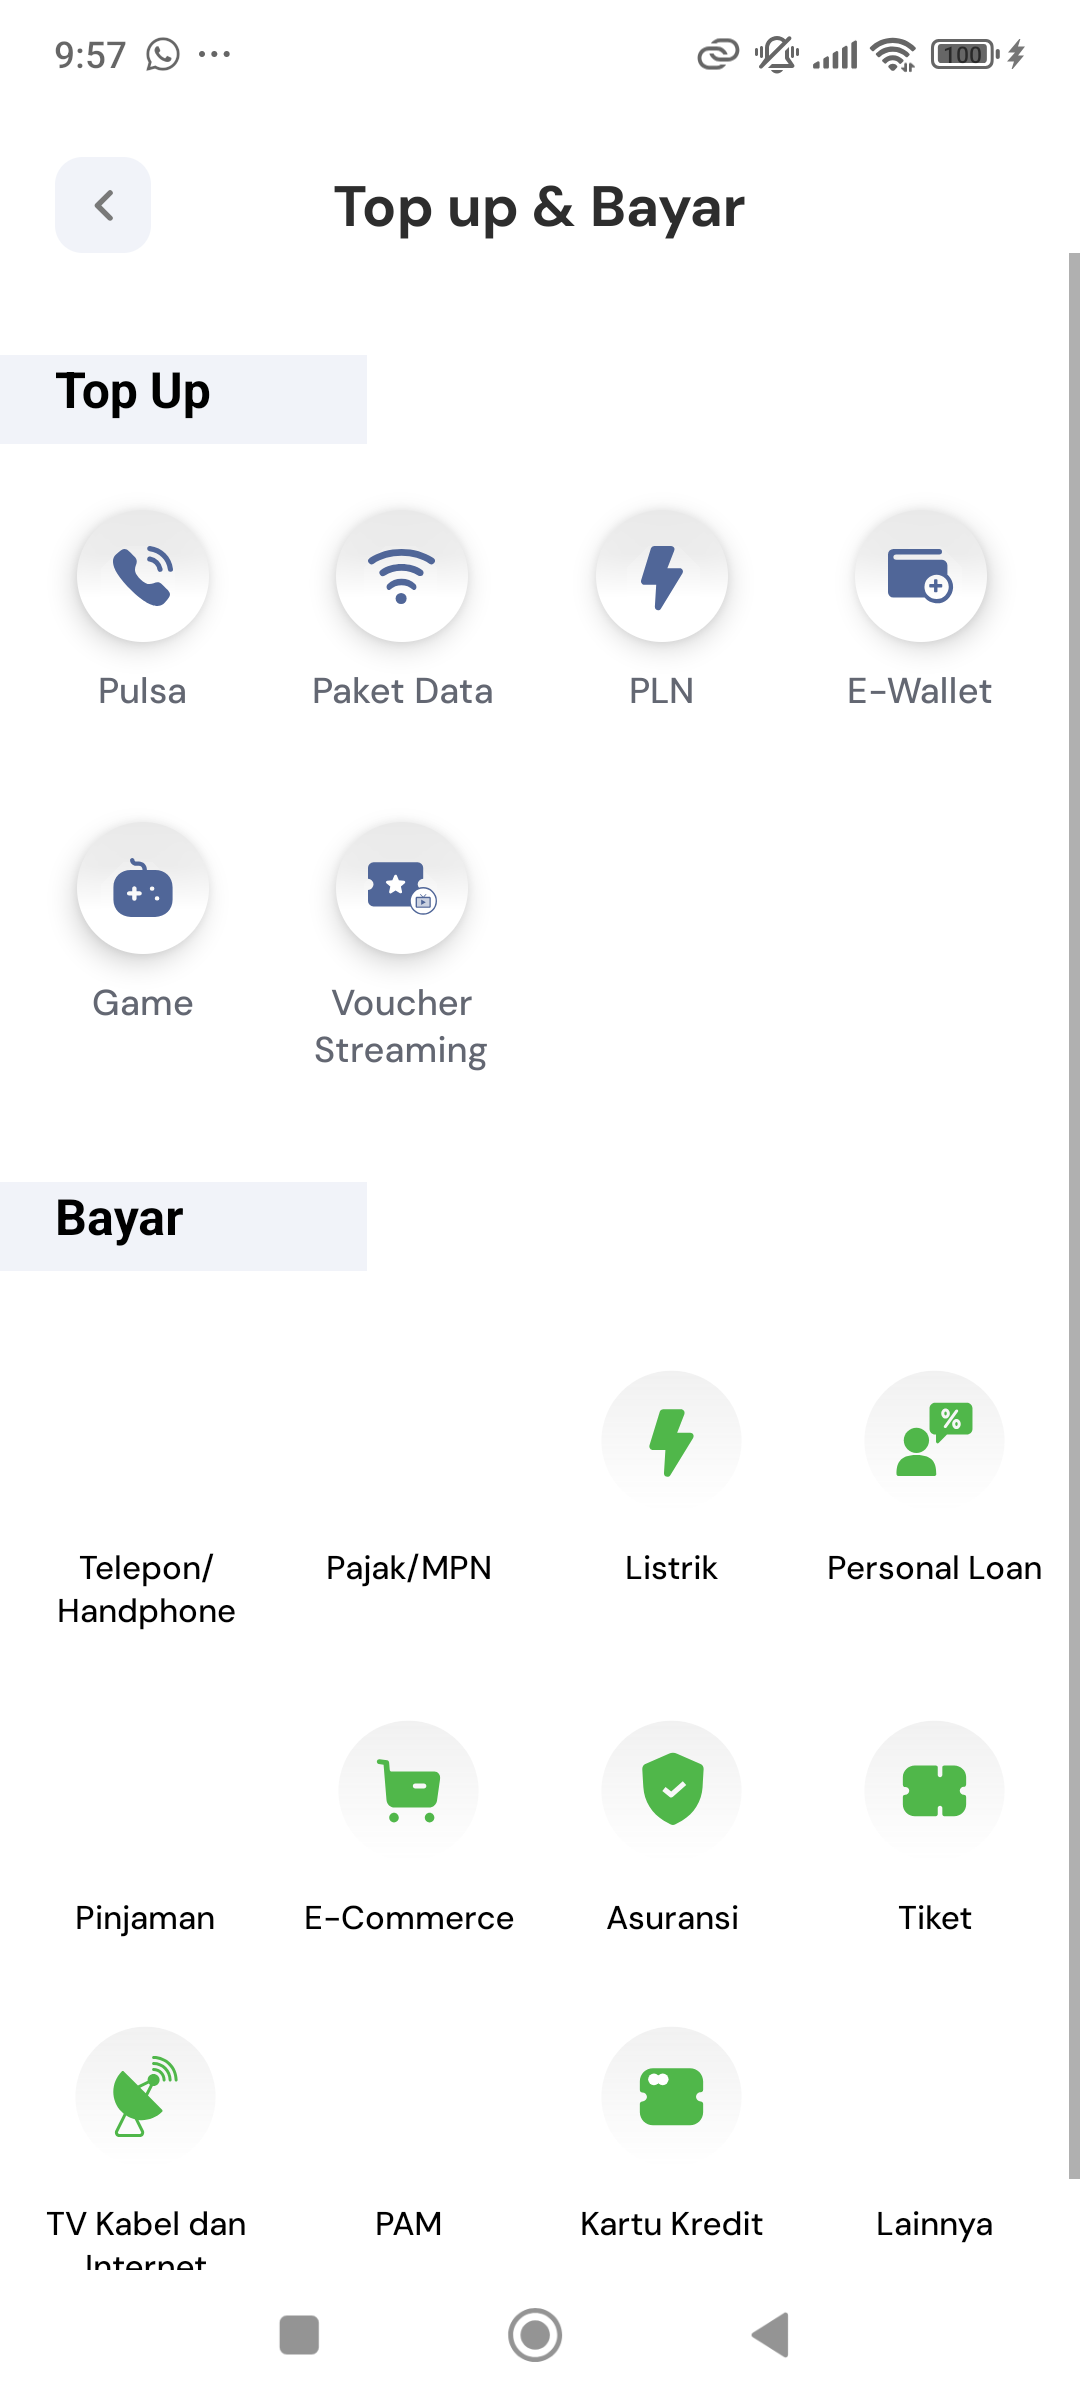 9:57
100
Top up & Bayar
Top Up
Pulsa
Paket Data
PLN
E-Wallet
Game
Voucher
Streaming
Bayar
Telepon/
Handphone
Pajak/MPN
Listrik
Personal Loan
%
Pinjaman
E-Commerce
Asuransi
Tiket
TV Kabel dan
Internet
PAM
Kartu Kredit
Lainnya